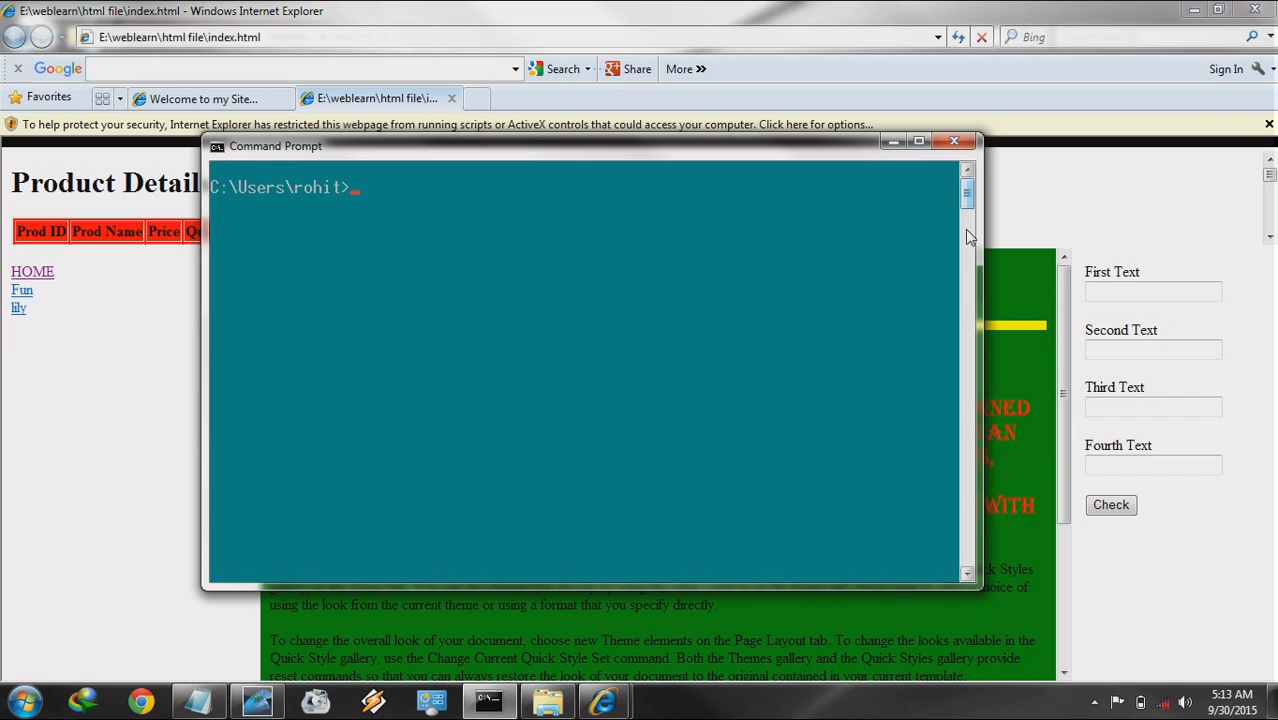 E:\weblearn\html file\index.html - Windows Internet Explorer
E:\weblearn\html file\index.html
Bing
Google
Search
Share
More »
Sign In
Favorites
Welcome to my Site...
E:\weblearn\html file\i...
To help protect your security, Internet Explorer has restricted this webpage from running scripts or ActiveX controls that could access your computer. Click here for options...
Command Prompt
C:\Users\rohit>_
Product Detail
Prod ID Prod Name Price
HOME
Fun
lily
First Text
Second Text
Third Text
Fourth Text
Check
WITH
Styles
of
using the look from the current theme or using a format that you specify directly.
To change the overall look of your document, choose new Theme elements on the Page Layout tab. To change the looks available in the
Quick Style gallery, use the Change Current Quick Style Set command. Both the Themes gallery and the Quick Styles gallery provide
reset commands so that you can always restore the look of your document to the original contained in your current template.
5:13 AM
9/30/2015